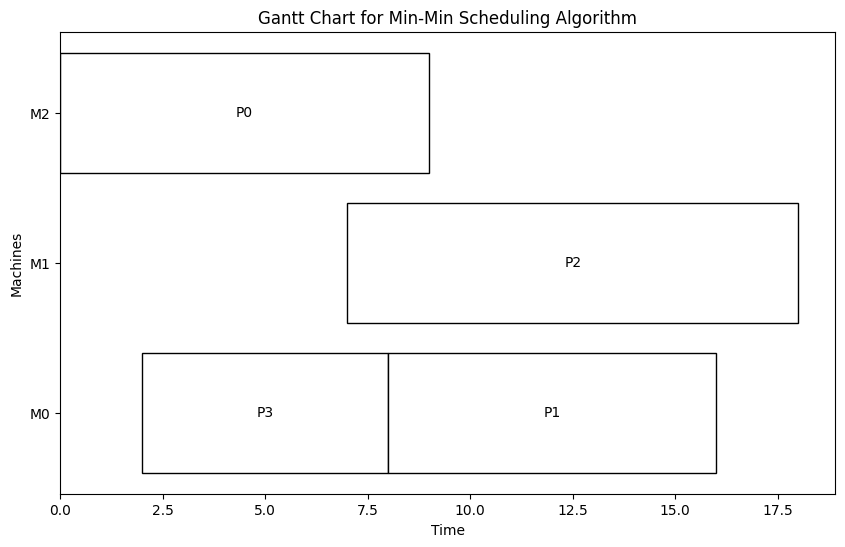 Gantt Chart for Min-Min Scheduling Algorithm
M2
P0
Machines
M1
P2
M0
P3
P1
0.0
2.5
5.0
7.5
10.0
12.5
15.0
17.5
Time